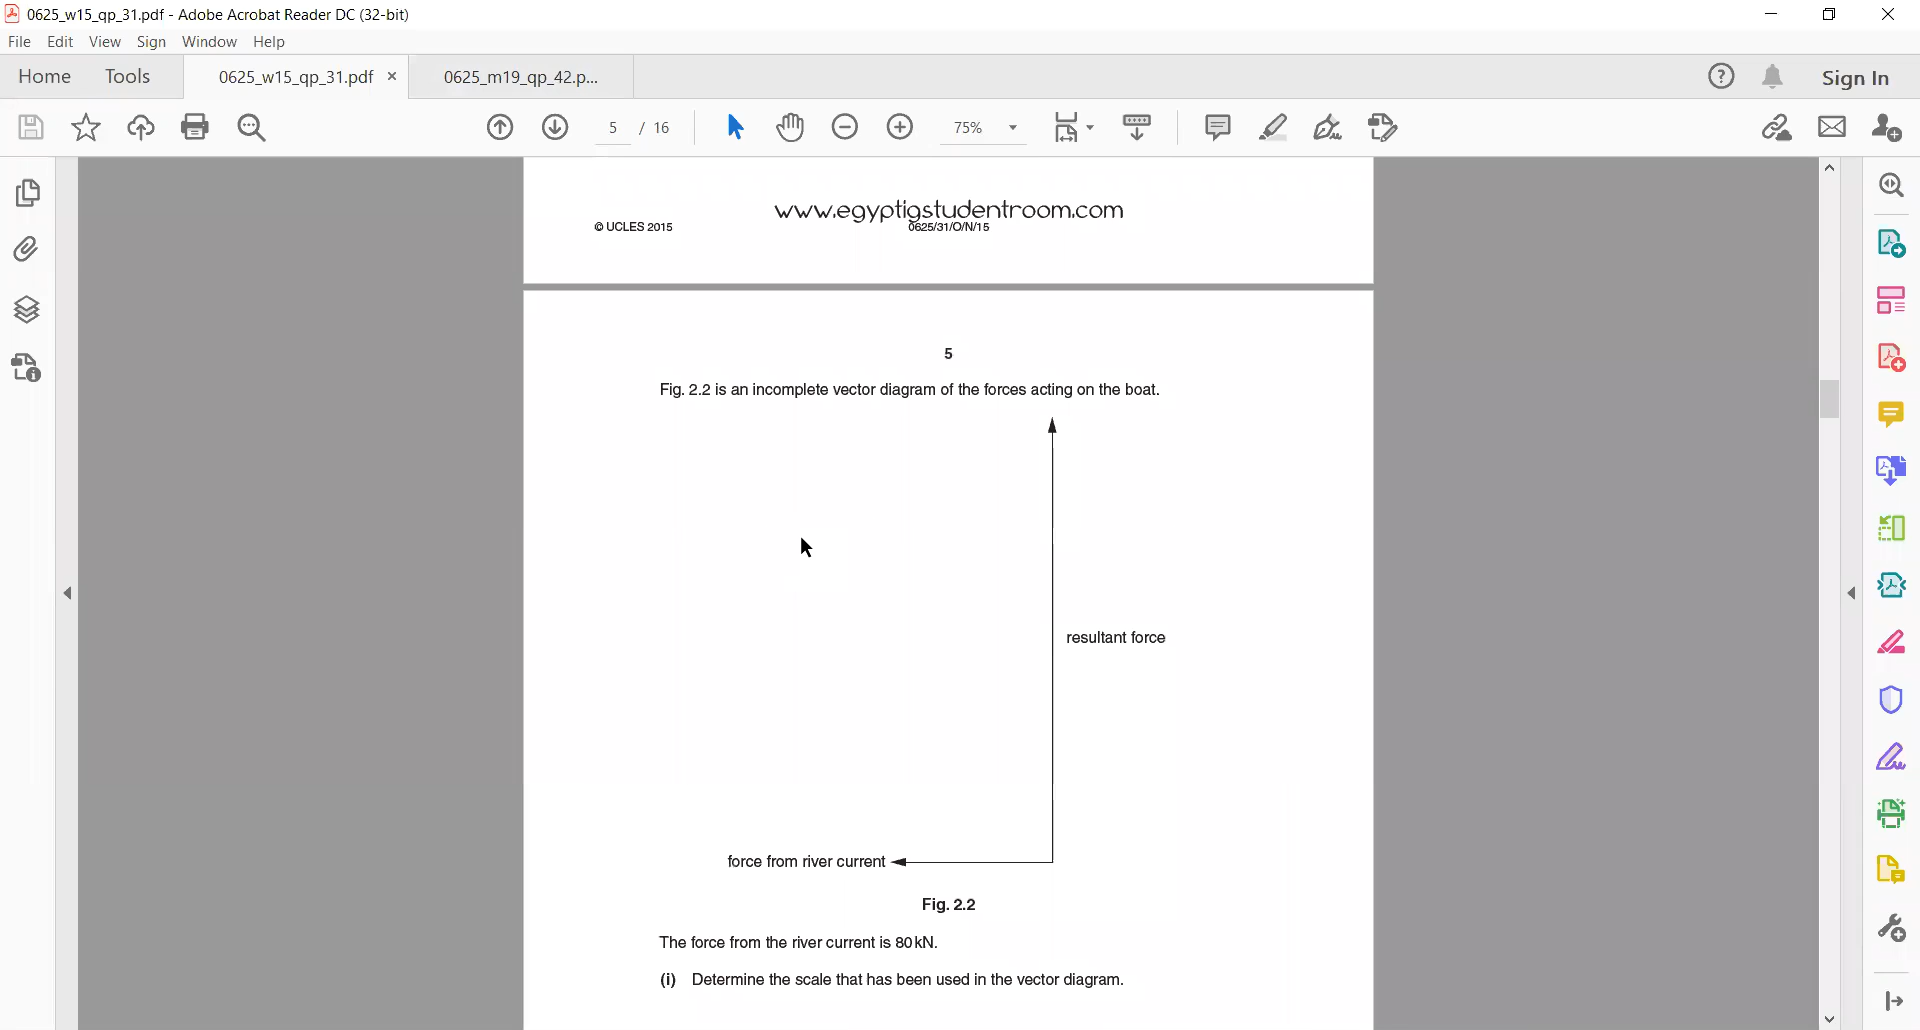 0625_w15_qp_31.pdf - Adobe Acrobat Reader DC (32-bit)
File Edit View Sign Window Help
Home Tools 0625_w15_qp_31.pdf × 0625_m19_qp_42.p... Sign In
5 / 16 75%
www.egyptigstudentroom.com
© UCLES 2015 0625/31/O/N/15
5
Fig. 2.2 is an incomplete vector diagram of the forces acting on the boat.
resultant force
force from river current
Fig. 2.2
The force from the river current is 80 kN.
(i) Determine the scale that has been used in the vector diagram.